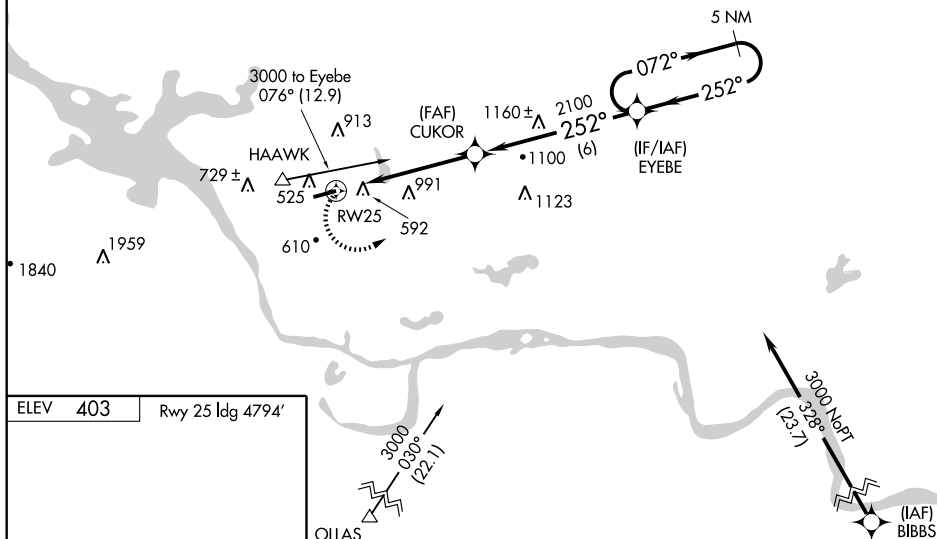 5 NM
072°
252°
3000 to Eyebe
076° (12.9)
(FAF)
CUKOR
1160 ±
2100
252°
(6)
(IF/IAF)
EYEBE
913
1100
HAAWK
729 ±
525
991
1123
RW25
592
610
1959
1840
3000 NoPT
328°
(23.7)
ELEV 403
Rwy 25 ldg 4794'
3000
030°
(22.1)
OLLAS
(IAF)
BIBBS